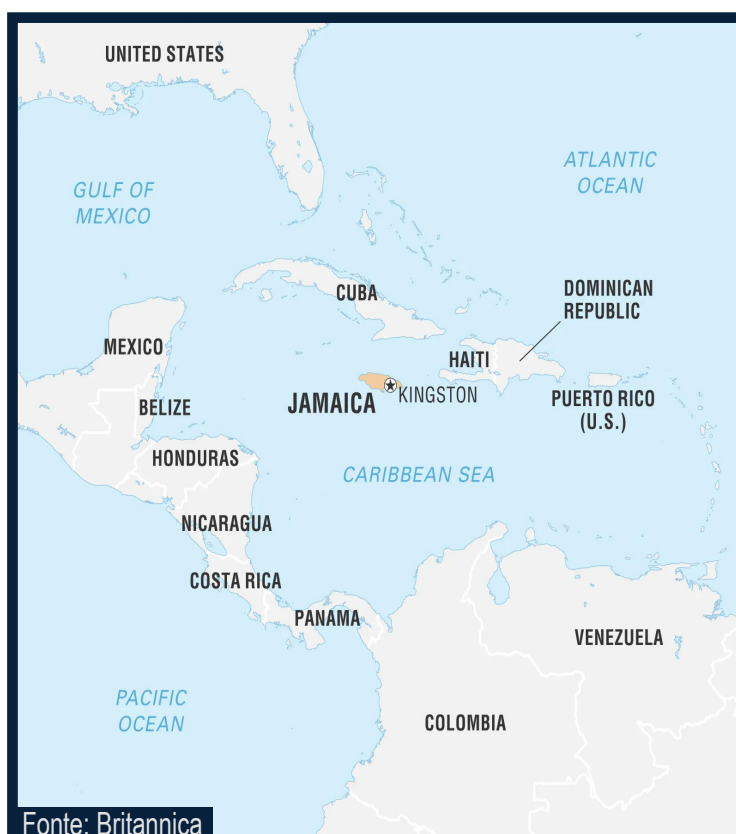 UNITED STATES
ATLANTIC
OCEAN
GULF OF
MEXICO
CUBA
DOMINICAN
REPUBLIC
MEXICO
HAITI
JAMAICA
KINGSTON
PUERTO RICO
(U.S.)
BELIZE
HONDURAS
CARIBBEAN SEA
NICARAGUA
COSTA RICA
PANAMA
VENEZUELA
PACIFIC
OCEAN
COLOMBIA
Fonte: Britannica